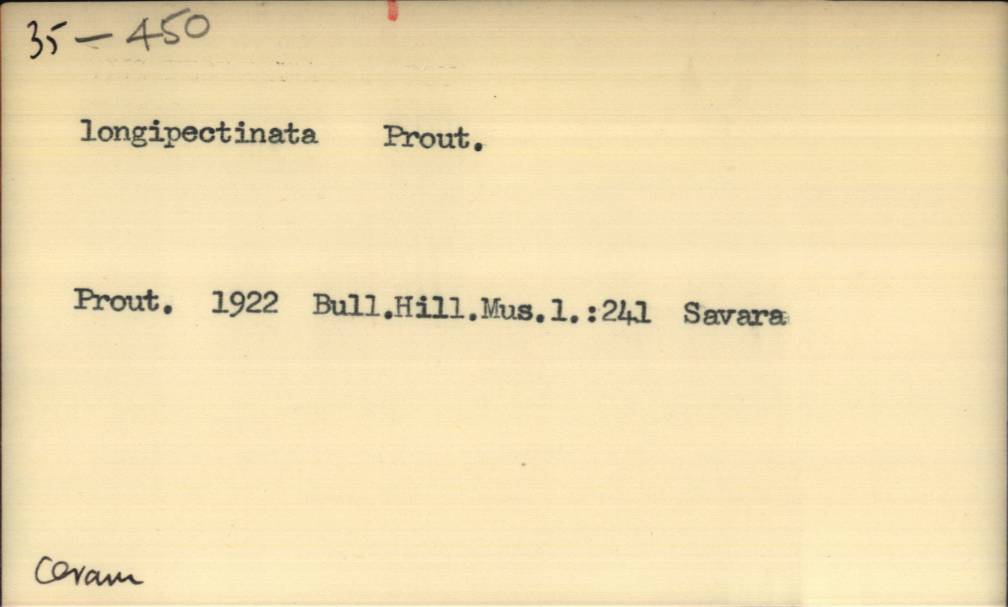 35 — 450
longipectinata Prout.
Prout. 1922 Bull.Hill.Mus.1.:241 Savara
Ceram